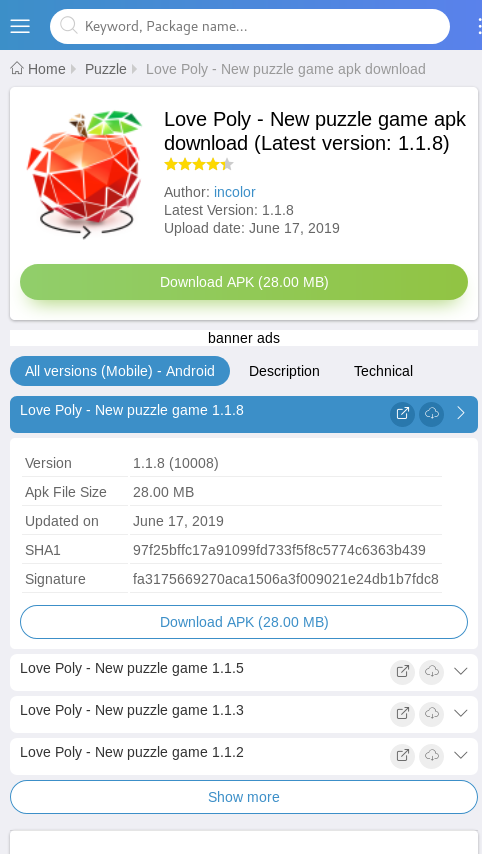 Keyword, Package name...
Home Puzzle Love Poly - New puzzle game apk download
Love Poly - New puzzle game apk
download (Latest version: 1.1.8)
Author: incolor
Latest Version: 1.1.8
Upload date: June 17, 2019
Download APK (28.00 MB)
banner ads
All versions (Mobile) - Android Description Technical
Love Poly - New puzzle game 1.1.8
Version 1.1.8 (10008)
Apk File Size 28.00 MB
Updated on June 17, 2019
SHA1 97f25bffc17a91099fd733f5f8c5774c6363b439
Signature fa3175669270aca1506a3f009021e24db1b7fdc8
Download APK (28.00 MB)
Love Poly - New puzzle game 1.1.5
Love Poly - New puzzle game 1.1.3
Love Poly - New puzzle game 1.1.2
Show more